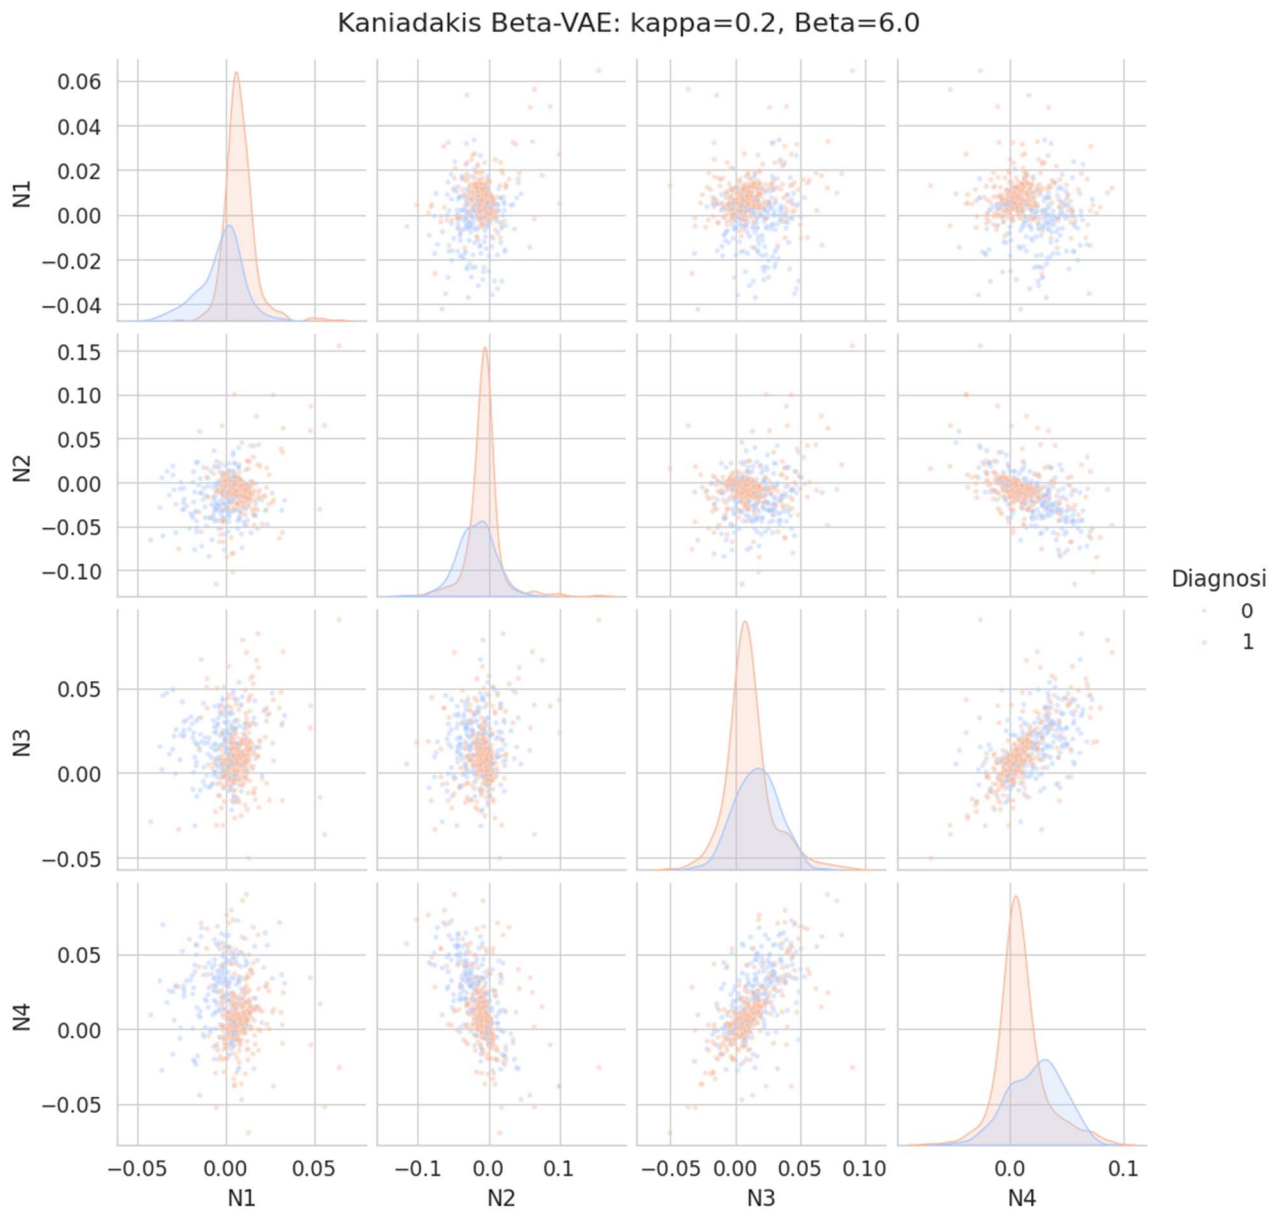 Kaniadakis Beta-VAE: kappa=0.2, Beta=6.0
0.06
0.04
0.02
0.00
−0.02
−0.04
N1
0.15
0.10
0.05
0.00
−0.05
−0.10
N2
Diagnosi
0
1
0.05
0.00
−0.05
N3
0.05
0.00
−0.05
N4
−0.05 0.00 0.05
−0.1 0.0 0.1
−0.05 0.00 0.05 0.10
0.0 0.1
N1 N2 N3 N4